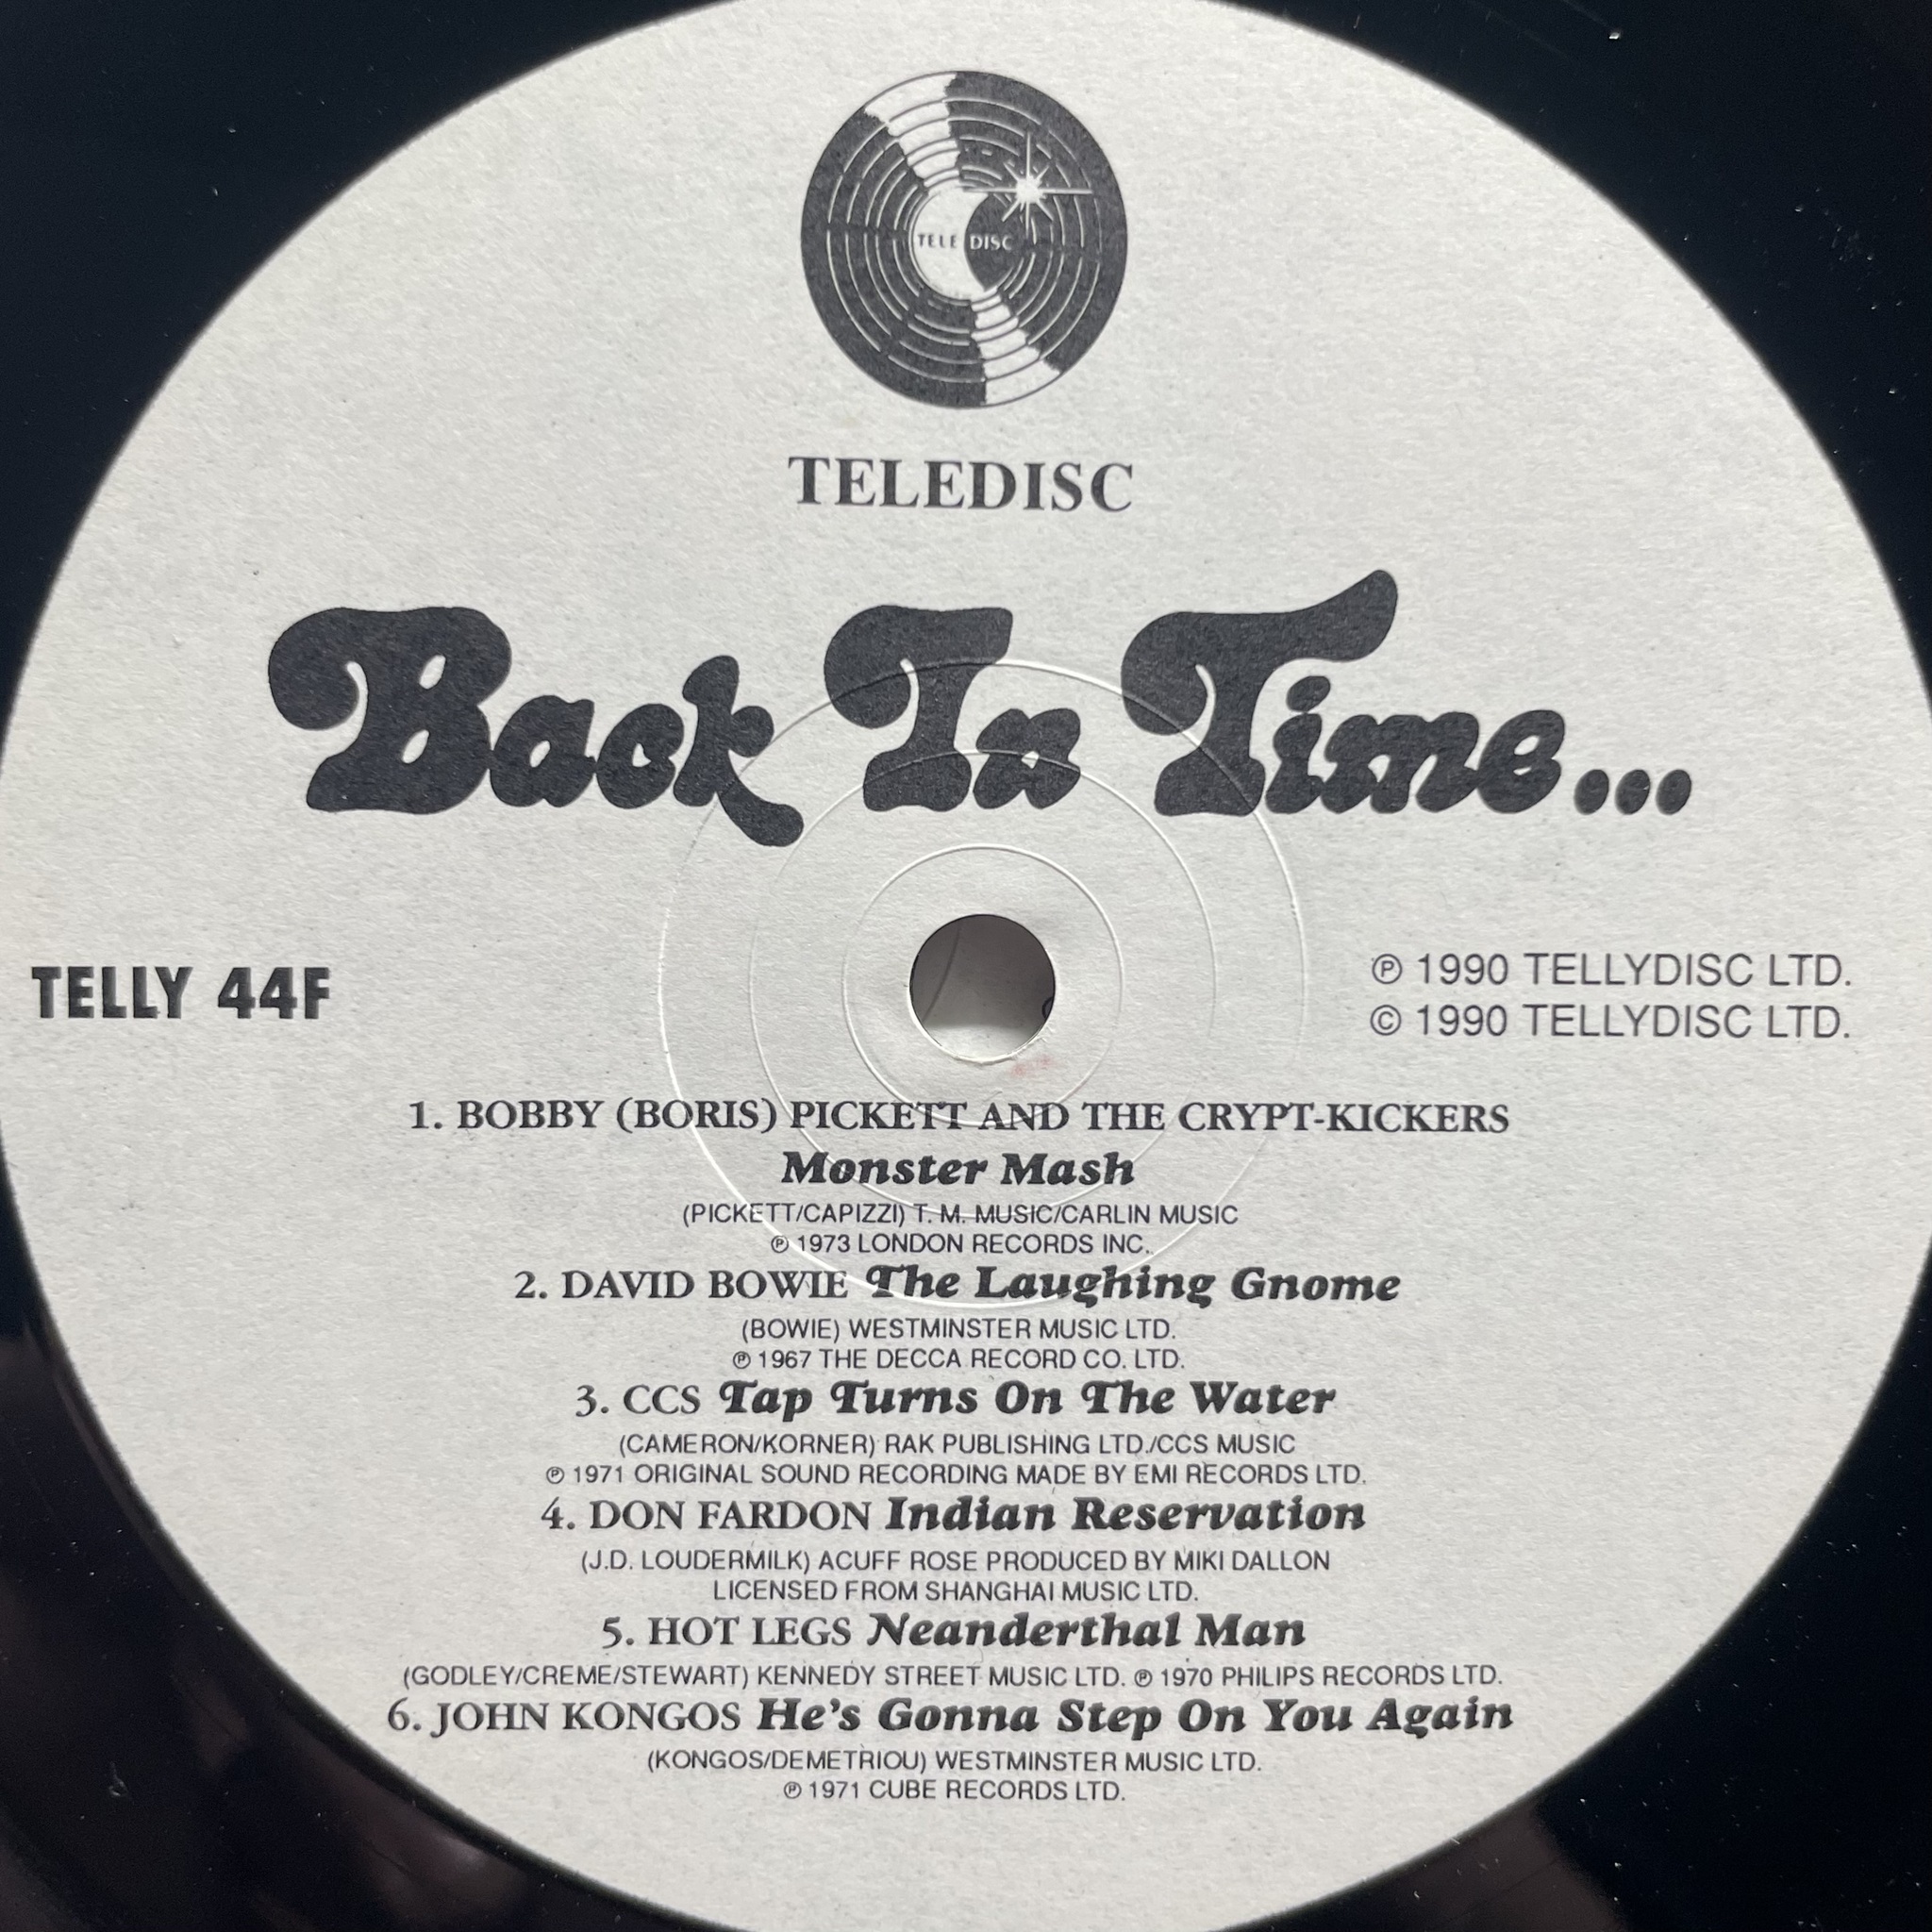 TELE DISC
TELEDISC
Back In Time...
TELLY 44F
℗ 1990 TELLYDISC LTD.
© 1990 TELLYDISC LTD.
1. BOBBY (BORIS) PICKETT AND THE CRYPT-KICKERS
Monster Mash
(PICKETT/CAPIZZI) T. M. MUSIC/CARLIN MUSIC
℗ 1973 LONDON RECORDS INC.
2. DAVID BOWIE The Laughing Gnome
(BOWIE) WESTMINSTER MUSIC LTD.
℗ 1967 THE DECCA RECORD CO. LTD.
3. CCS Tap Turns On The Water
(CAMERON/KORNER) RAK PUBLISHING LTD./CCS MUSIC
℗ 1971 ORIGINAL SOUND RECORDING MADE BY EMI RECORDS LTD.
4. DON FARDON Indian Reservation
(J.D. LOUDERMILK) ACUFF ROSE PRODUCED BY MIKI DALLON
LICENSED FROM SHANGHAI MUSIC LTD.
5. HOT LEGS Neanderthal Man
(GODLEY/CREME/STEWART) KENNEDY STREET MUSIC LTD. ℗ 1970 PHILIPS RECORDS LTD.
6. JOHN KONGOS He's Gonna Step On You Again
(KONGOS/DEMETRIOU) WESTMINSTER MUSIC LTD.
℗ 1971 CUBE RECORDS LTD.